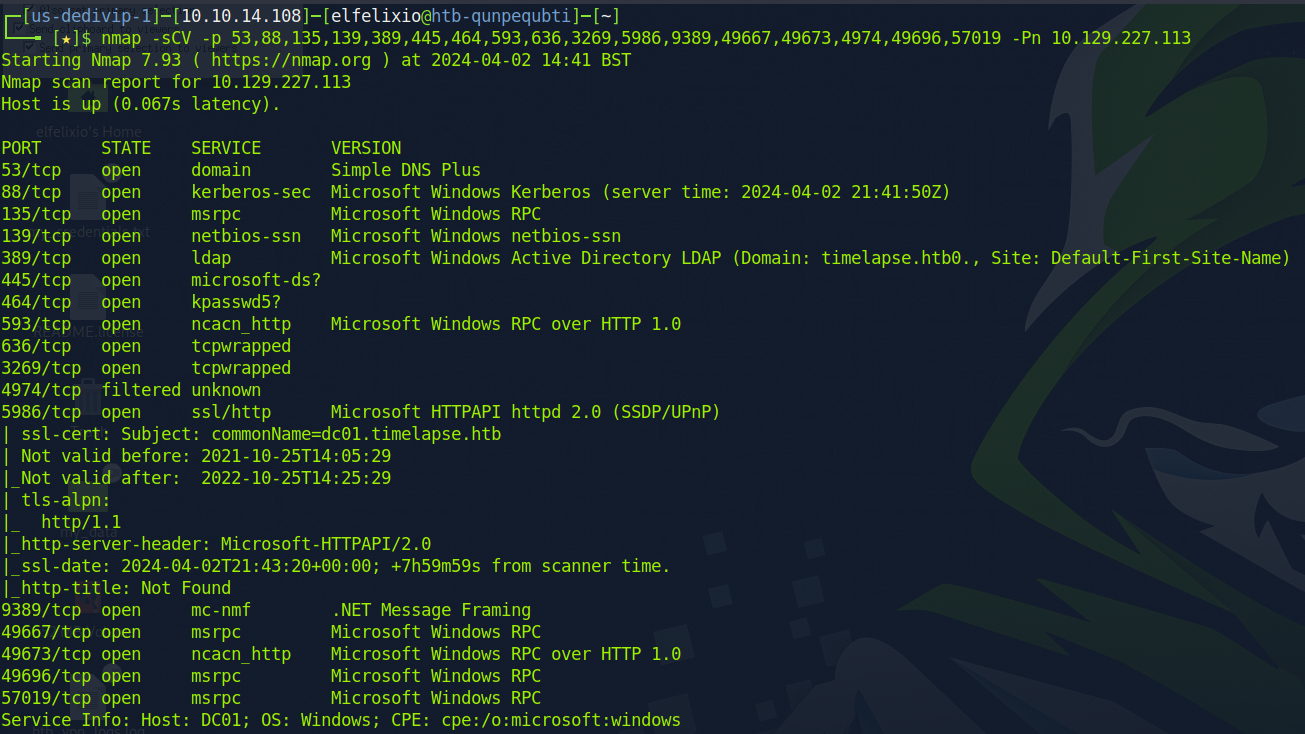 ┌─[us-dedivip-1]─[10.10.14.108]─[elfelixio@htb-qunpequbti]─[~]
└──╼ [★]$ nmap -sCV -p 53,88,135,139,389,445,464,593,636,3269,5986,9389,49667,49673,4974,49696,57019 -Pn 10.129.227.113
Starting Nmap 7.93 ( https://nmap.org ) at 2024-04-02 14:41 BST
Nmap scan report for 10.129.227.113
Host is up (0.067s latency).
elfelixio's Home
PORT      STATE    SERVICE       VERSION
53/tcp    open     domain        Simple DNS Plus
88/tcp    open     kerberos-sec  Microsoft Windows Kerberos (server time: 2024-04-02 21:41:50Z)
135/tcp   open     msrpc         Microsoft Windows RPC
139/tcp   open     netbios-ssn   Microsoft Windows netbios-ssn
389/tcp   open     ldap          Microsoft Windows Active Directory LDAP (Domain: timelapse.htb0., Site: Default-First-Site-Name)
445/tcp   open     microsoft-ds?
464/tcp   open     kpasswd5?
593/tcp   open     ncacn_http    Microsoft Windows RPC over HTTP 1.0
636/tcp   open     tcpwrapped
3269/tcp  open     tcpwrapped
4974/tcp  filtered unknown
5986/tcp  open     ssl/http      Microsoft HTTPAPI httpd 2.0 (SSDP/UPnP)
| ssl-cert: Subject: commonName=dc01.timelapse.htb
| Not valid before: 2021-10-25T14:05:29
|_Not valid after:  2022-10-25T14:25:29
| tls-alpn:
|_  http/1.1
|_http-server-header: Microsoft-HTTPAPI/2.0
|_ssl-date: 2024-04-02T21:43:20+00:00; +7h59m59s from scanner time.
|_http-title: Not Found
9389/tcp  open     mc-nmf        .NET Message Framing
49667/tcp open     msrpc         Microsoft Windows RPC
49673/tcp open     ncacn_http    Microsoft Windows RPC over HTTP 1.0
49696/tcp open     msrpc         Microsoft Windows RPC
57019/tcp open     msrpc         Microsoft Windows RPC
Service Info: Host: DC01; OS: Windows; CPE: cpe:/o:microsoft:windows